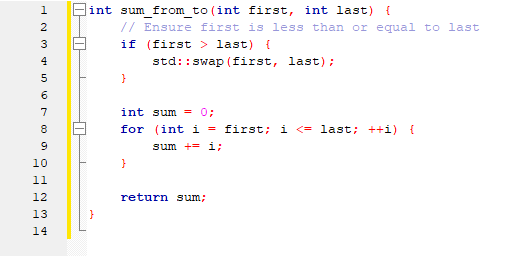 1 int sum_from_to(int first, int last) {
2 // Ensure first is less than or equal to last
3 if (first > last) {
4 std::swap(first, last);
5 }
6
7 int sum = 0;
8 for (int i = first; i <= last; ++i) {
9 sum += i;
10 }
11
12 return sum;
13 }
14